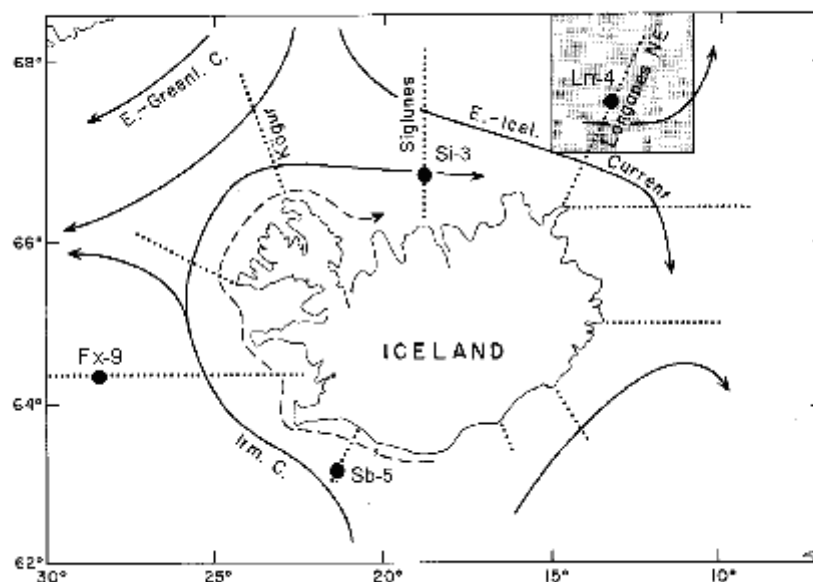 68°
66°
64°
62°
30°
25°
20°
15°
10°
E.-Greenl. C.
Kögur
Siglunes
Si-3
E.-Icel.
Current
Ln-4
Langanes NE
ICELAND
Fx-9
Irm. C.
Sb-5